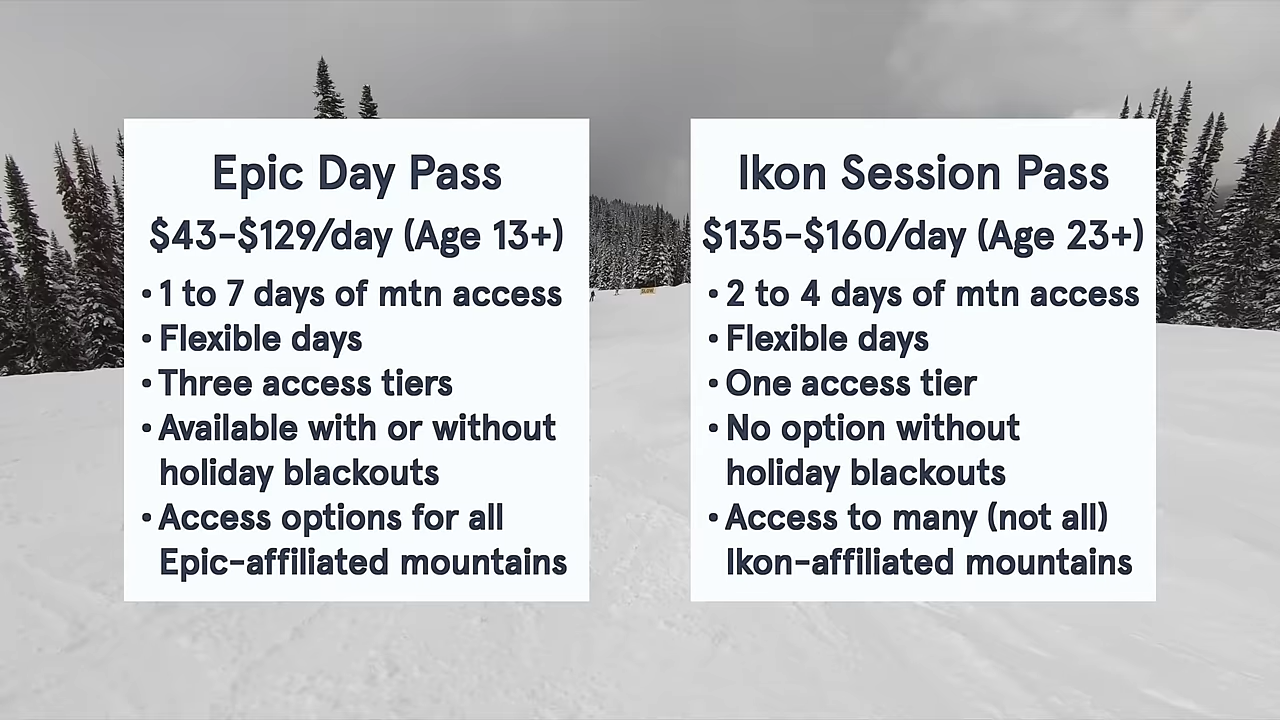 Epic Day Pass
$43-$129/day (Age 13+)
• 1 to 7 days of mtn access
• Flexible days
• Three access tiers
• Available with or without
holiday blackouts
• Access options for all
Epic-affiliated mountains
Ikon Session Pass
$135-$160/day (Age 23+)
• 2 to 4 days of mtn access
• Flexible days
• One access tier
• No option without
holiday blackouts
• Access to many (not all)
Ikon-affiliated mountains